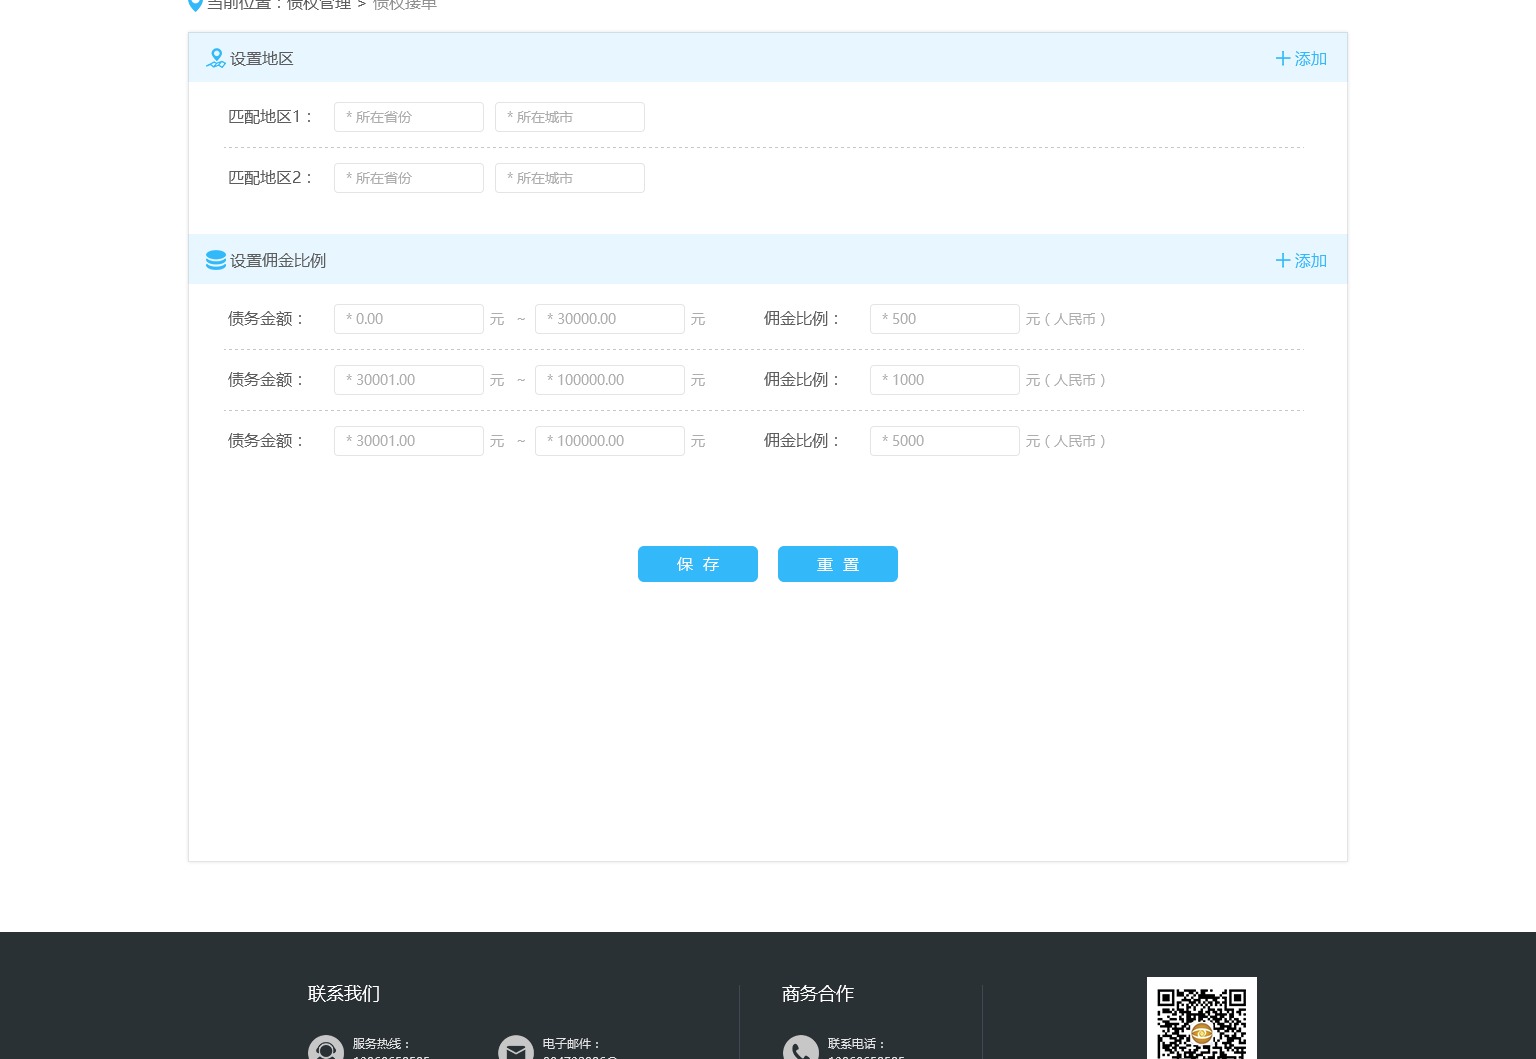 当前位置：债权管理 > 债权接单
设置地区
添加
匹配地区1： * 所在省份 * 所在城市
匹配地区2： * 所在省份 * 所在城市
设置佣金比例
添加
债务金额： * 0.00 元 ~ * 30000.00 元 佣金比例： * 500 元（人民币）
债务金额： * 30001.00 元 ~ * 100000.00 元 佣金比例： * 1000 元（人民币）
债务金额： * 30001.00 元 ~ * 100000.00 元 佣金比例： * 5000 元（人民币）
保 存 重 置
联系我们 商务合作
服务热线： 电子邮件： 联系电话：